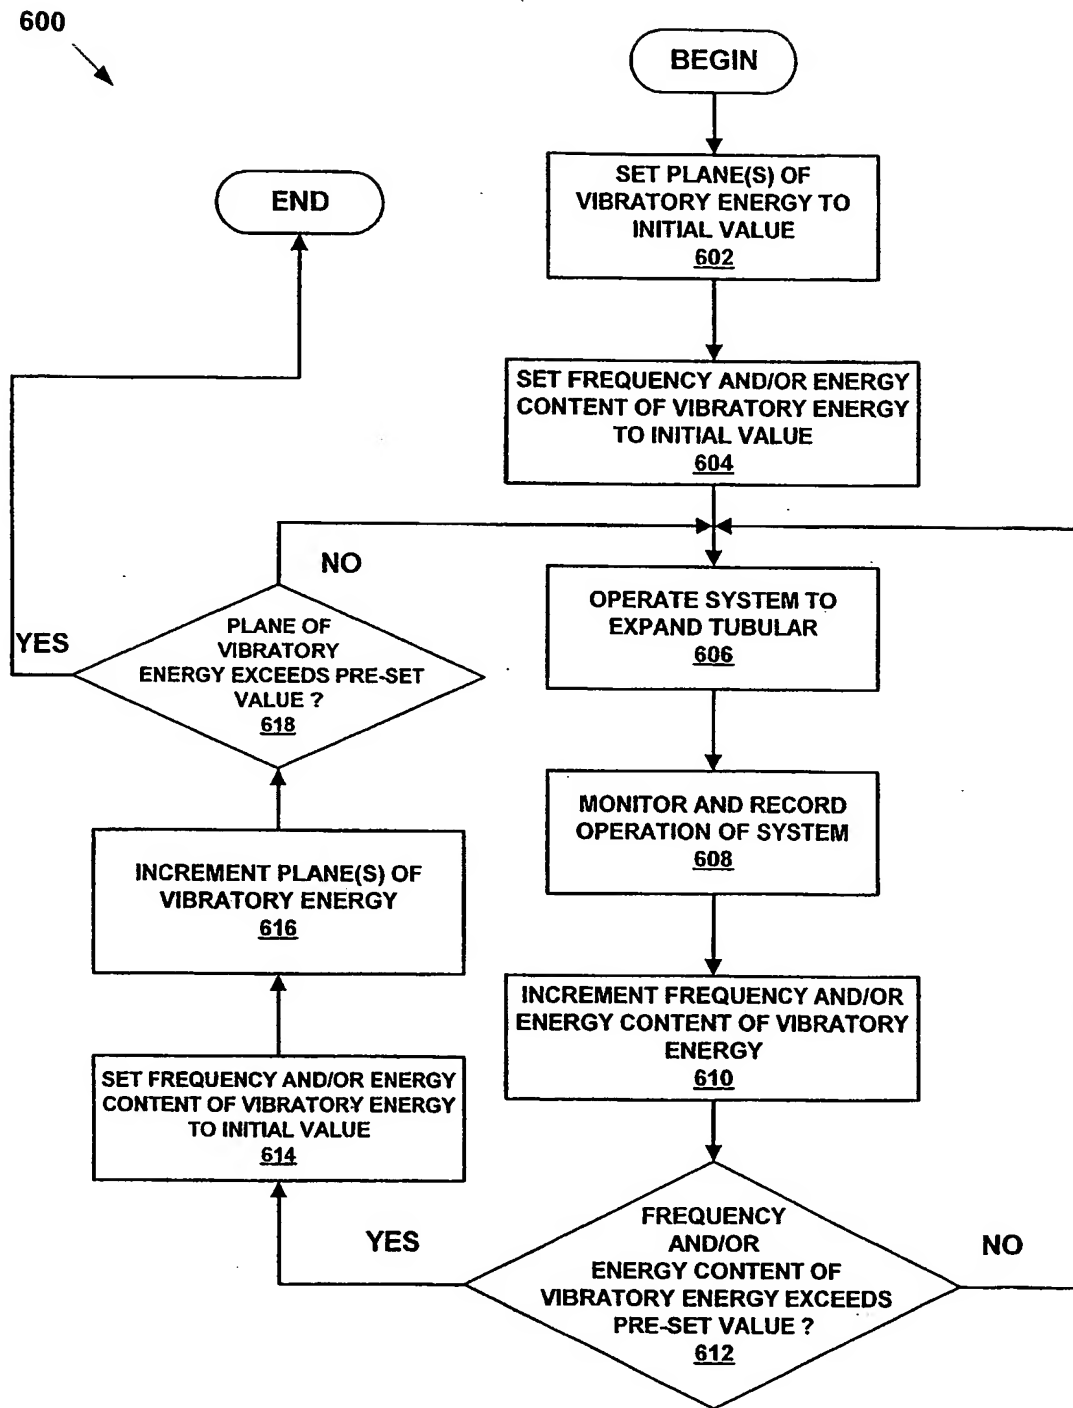 600
BEGIN
SET PLANE(S) OF
VIBRATORY ENERGY TO
INITIAL VALUE
602
END
SET FREQUENCY AND/OR ENERGY
CONTENT OF VIBRATORY ENERGY
TO INITIAL VALUE
604
NO
OPERATE SYSTEM TO
EXPAND TUBULAR
606
YES
PLANE OF
VIBRATORY
ENERGY EXCEEDS PRE-SET
VALUE ?
618
MONITOR AND RECORD
OPERATION OF SYSTEM
608
INCREMENT PLANE(S) OF
VIBRATORY ENERGY
616
INCREMENT FREQUENCY AND/OR
ENERGY CONTENT OF VIBRATORY
ENERGY
610
SET FREQUENCY AND/OR ENERGY
CONTENT OF VIBRATORY ENERGY
TO INITIAL VALUE
614
YES
FREQUENCY
AND/OR
ENERGY CONTENT OF
VIBRATORY ENERGY EXCEEDS
PRE-SET VALUE ?
612
NO